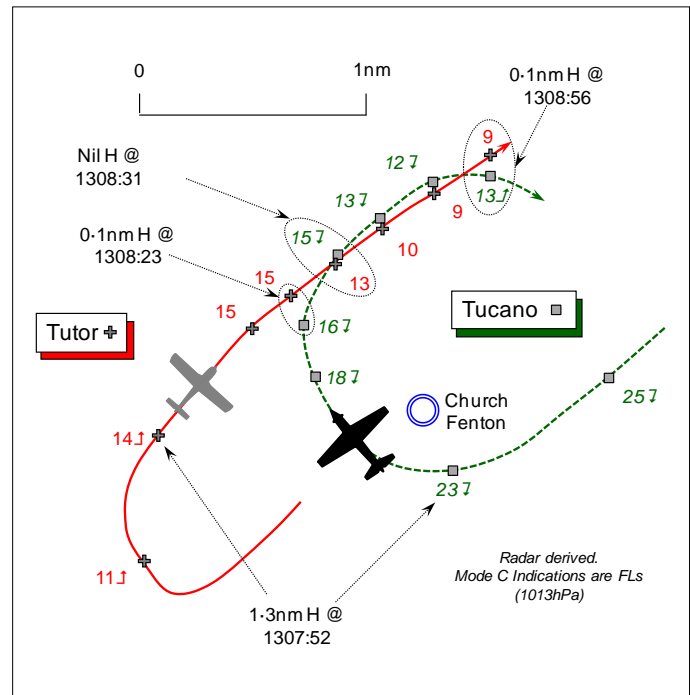 0
1nm
0·1nm H @
1308:56
Nil H @
1308:31
9
12↴
13↴
13⤴
9
0·1nm H @
1308:23
15↴
10
15
13
15
Tutor
16↴
Tucano
18↴
Church
Fenton
25↴
14⤴
23↴
11⤴
Radar derived.
Mode C Indications are FLs
(1013hPa)
1·3nm H @
1307:52